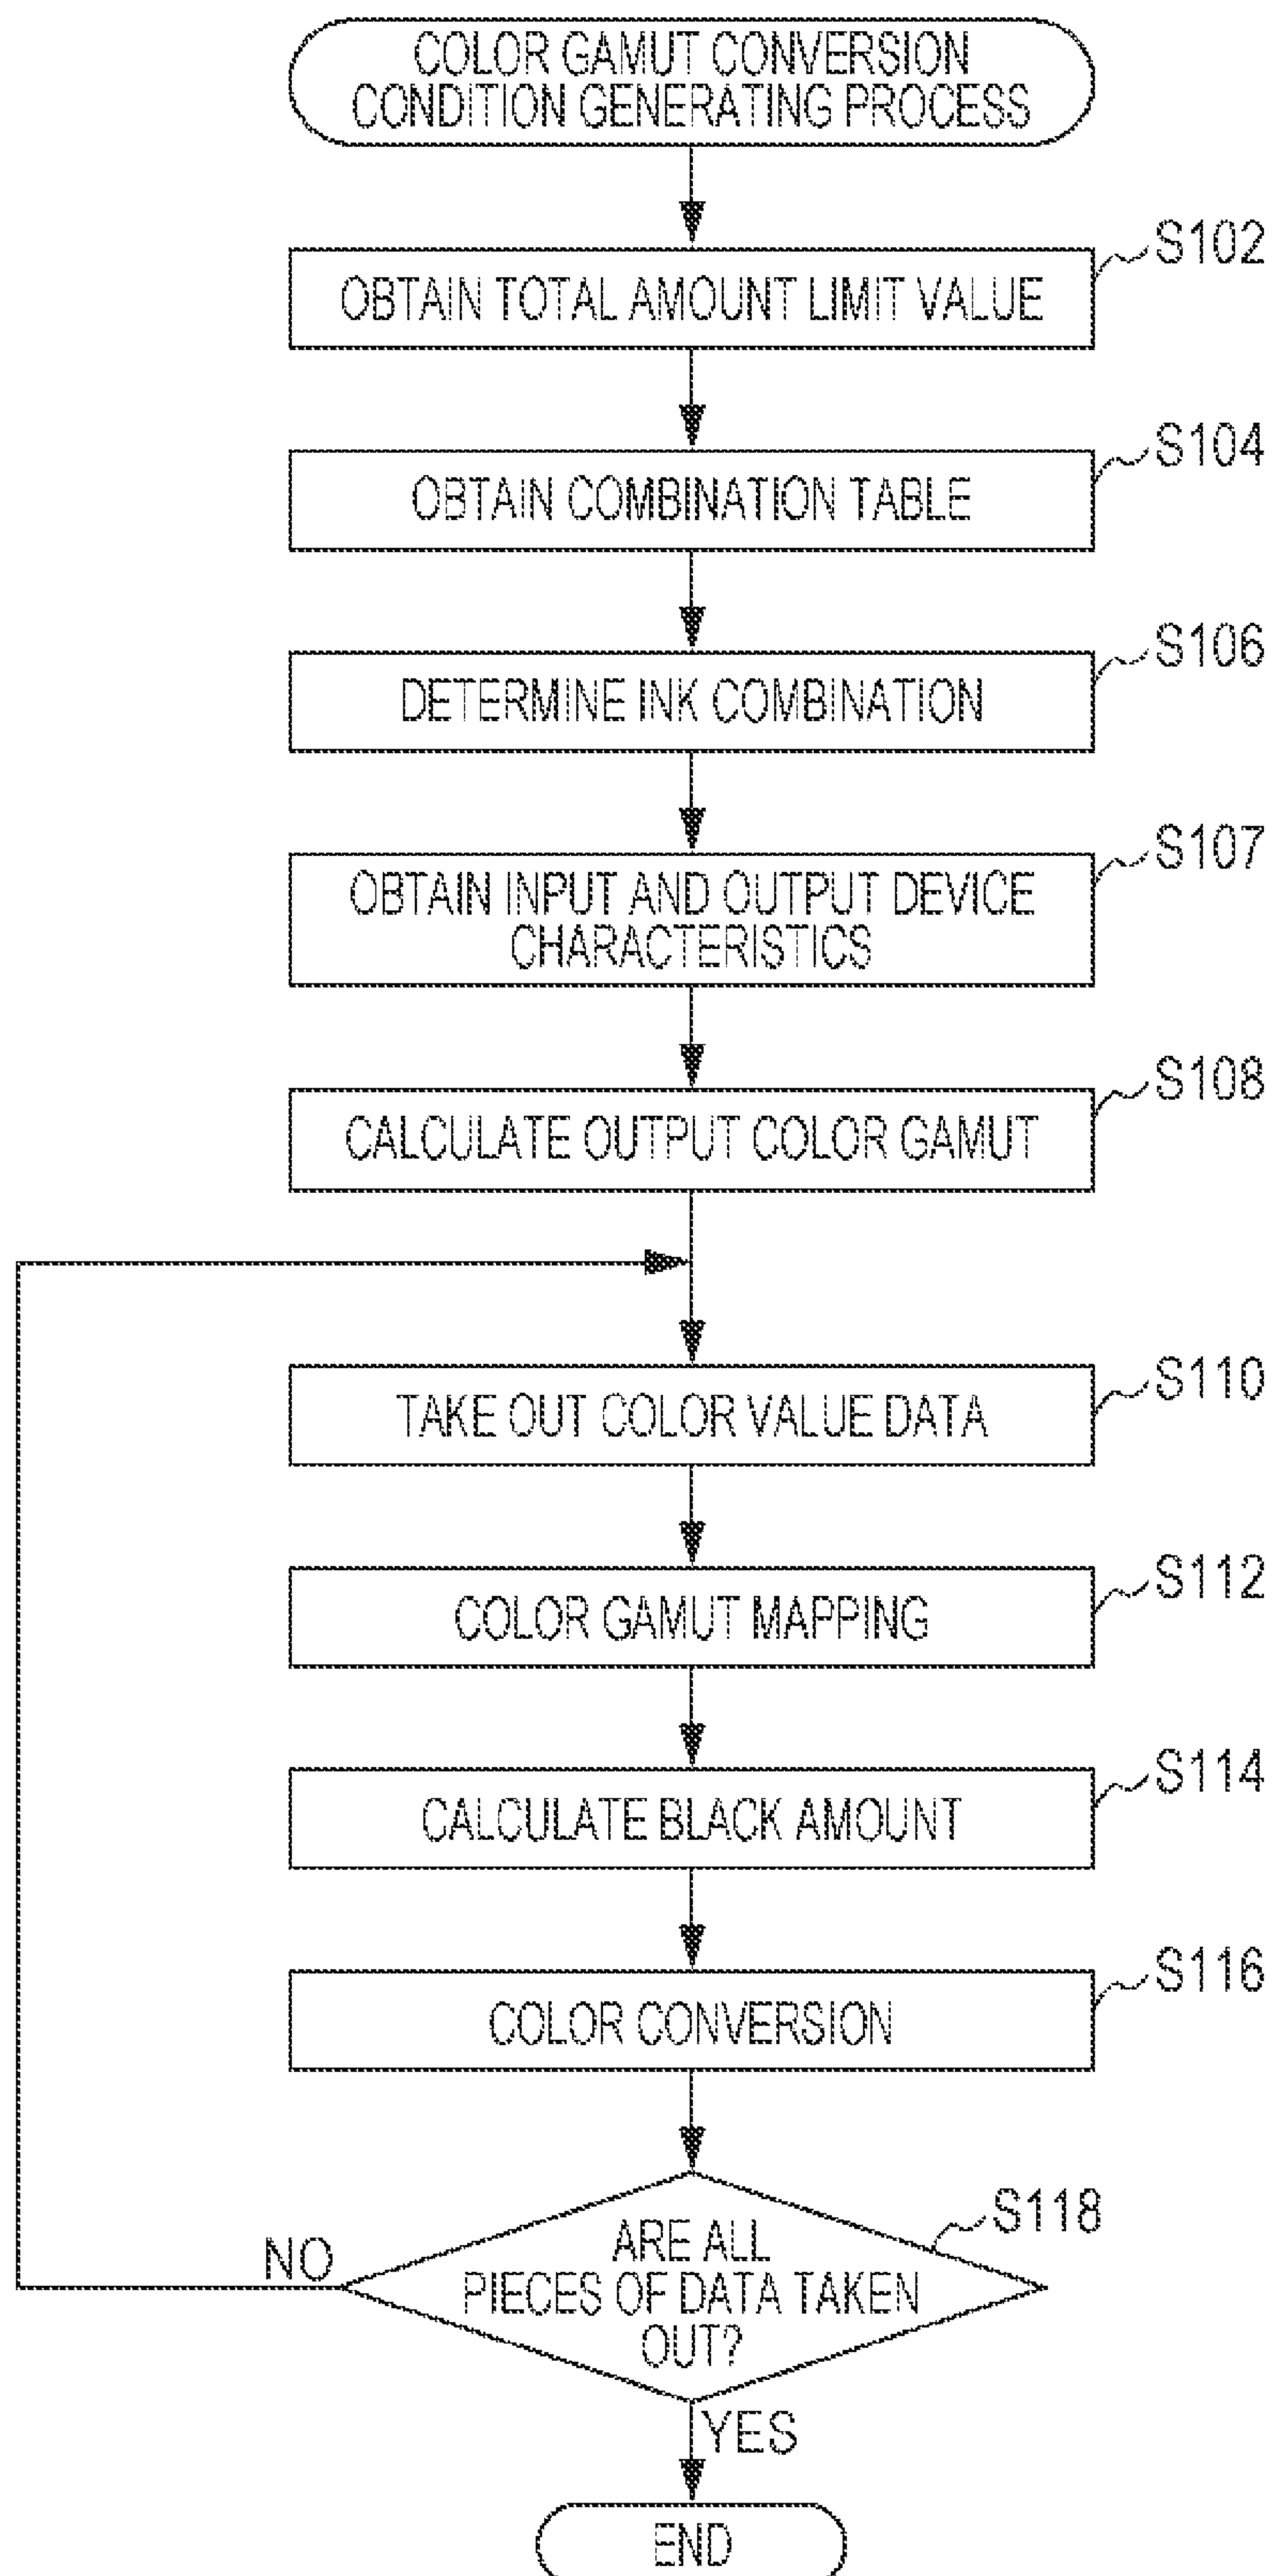 COLOR GAMUT CONVERSION
CONDITION GENERATING PROCESS
S102
OBTAIN TOTAL AMOUNT LIMIT VALUE
S104
OBTAIN COMBINATION TABLE
S106
DETERMINE INK COMBINATION
S107
OBTAIN INPUT AND OUTPUT DEVICE
CHARACTERISTICS
S108
CALCULATE OUTPUT COLOR GAMUT
S110
TAKE OUT COLOR VALUE DATA
S112
COLOR GAMUT MAPPING
S114
CALCULATE BLACK AMOUNT
S116
COLOR CONVERSION
S118
ARE ALL
PIECES OF DATA TAKEN
OUT?
NO
YES
END